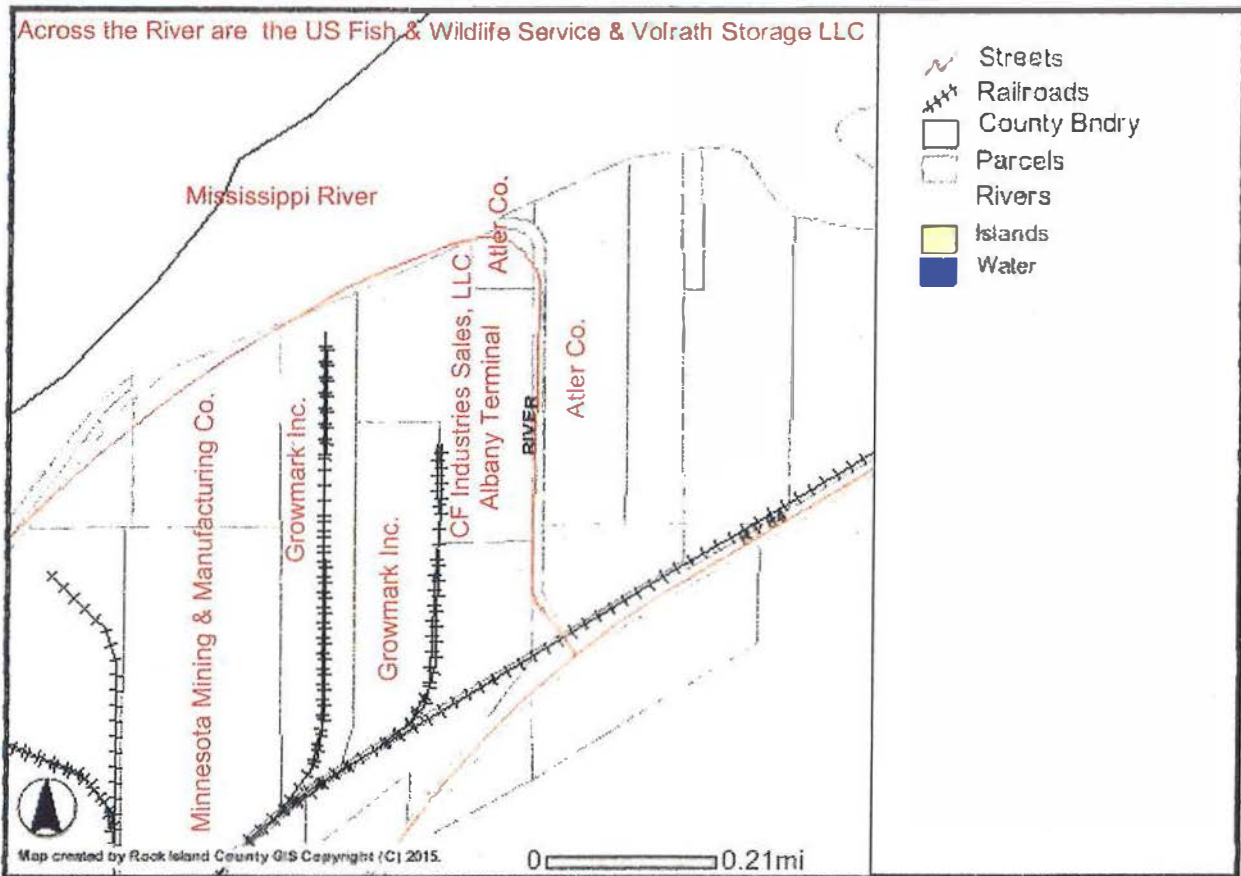 Across the River are the US Fish & Wildlife Service & Volrath Storage LLC
Streets
Railroads
County Bndry
Parcels
Rivers
Islands
Water
Mississippi River
Atler Co.
Minnesota Mining & Manufacturing Co.
Growmark Inc.
Growmark Inc.
CF Industries Sales, LLC
Albany Terminal
RIVER
Atler Co.
Map created by Rock Island County GIS Copyright (C) 2015.
0 0.21mi